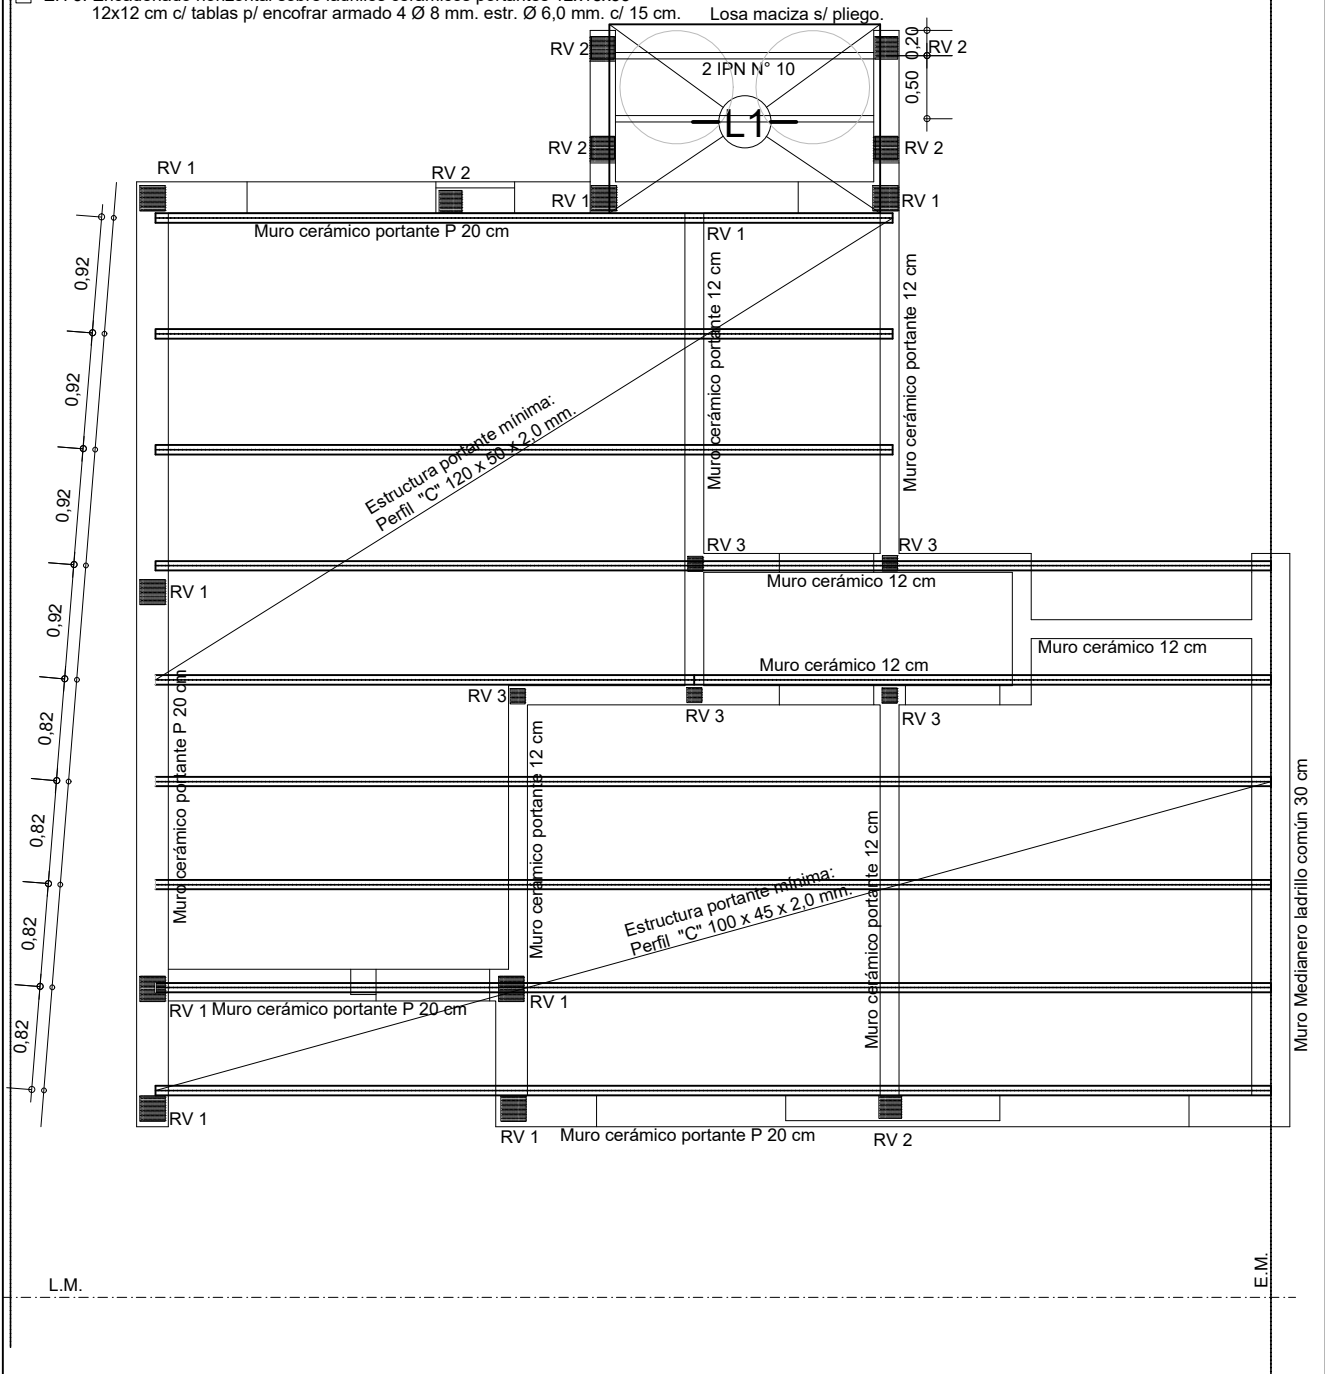 12x12 cm c/ tablas p/ encofrar armado 4 Ø 8 mm. estr. Ø 6,0 mm. c/ 15 cm.
Losa maciza s/ pliego.
RV 2
RV 2
0,20
2 IPN N° 10
0,50
L1
RV 2
RV 2
RV 1
RV 2
RV 1
RV 1
Muro cerámico portante P 20 cm
RV 1
0,92
Muro cerámico portante 12 cm
Muro cerámico portante 12 cm
0,92
Estructura portante mínima:
Perfil "C" 120 x 50 x 2,0 mm.
0,92
RV 3
RV 3
Muro cerámico 12 cm
RV 1
0,92
Muro cerámico 12 cm
Muro cerámico 12 cm
RV 3
RV 3
RV 3
0,82
Muro cerámico portante P 20 cm
Muro cerámico portante 12 cm
Muro cerámico portante 12 cm
Muro Medianero ladrillo común 30 cm
0,82
Estructura portante mínima:
Perfil "C" 100 x 45 x 2,0 mm.
0,82
RV 1
Muro cerámico portante P 20 cm
RV 1
0,82
RV 1
RV 1
Muro cerámico portante P 20 cm
RV 2
L.M.
E.M.